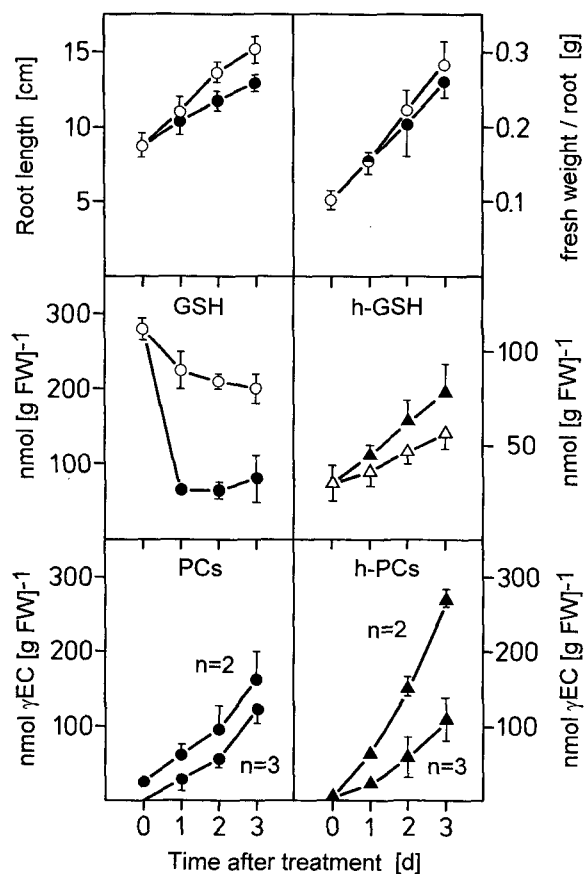 Root length [cm]
15
10
5
fresh weight / root [g]
0.3
0.2
0.1
GSH
nmol [g FW]-1
300
200
100
h-GSH
nmol [g FW]-1
100
50
PCs
nmol γEC [g FW]-1
300
200
100
n=2
n=3
h-PCs
nmol γEC [g FW]-1
300
200
100
n=2
n=3
0 1 2 3
0 1 2 3
Time after treatment [d]